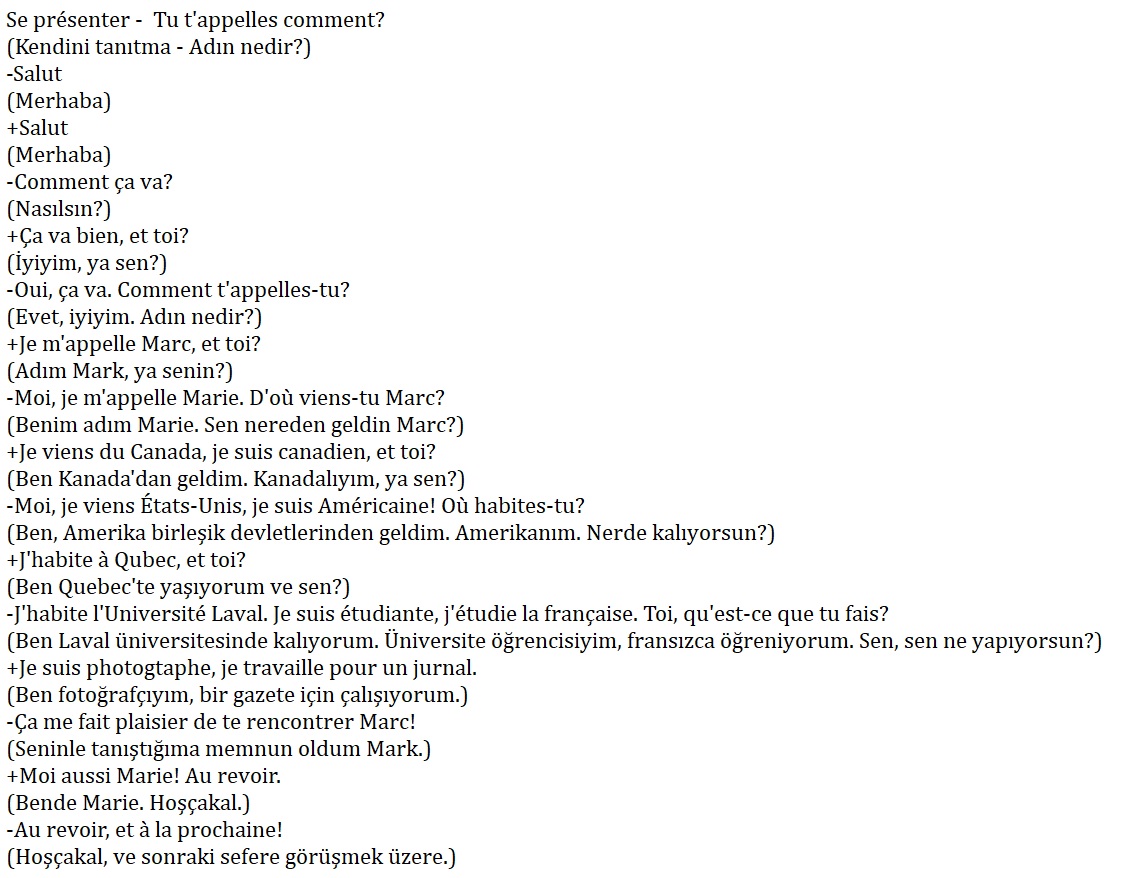 Se présenter -  Tu t'appelles comment?
(Kendini tanıtma - Adın nedir?)
-Salut
(Merhaba)
+Salut
(Merhaba)
-Comment ça va?
(Nasılsın?)
+Ça va bien, et toi?
(İyiyim, ya sen?)
-Oui, ça va. Comment t'appelles-tu?
(Evet, iyiyim. Adın nedir?)
+Je m'appelle Marc, et toi?
(Adım Mark, ya senin?)
-Moi, je m'appelle Marie. D'où viens-tu Marc?
(Benim adım Marie. Sen nereden geldin Marc?)
+Je viens du Canada, je suis canadien, et toi?
(Ben Kanada'dan geldim. Kanadalıyım, ya sen?)
-Moi, je viens États-Unis, je suis Américaine! Où habites-tu?
(Ben, Amerika birleşik devletlerinden geldim. Amerikanım. Nerde kalıyorsun?)
+J'habite à Qubec, et toi?
(Ben Quebec'te yaşıyorum ve sen?)
-J'habite l'Université Laval. Je suis étudiante, j'étudie la française. Toi, qu'est-ce que tu fais?
(Ben Laval üniversitesinde kalıyorum. Üniversite öğrencisiyim, fransızca öğreniyorum. Sen, sen ne yapıyorsun?)
+Je suis photogtaphe, je travaille pour un jurnal.
(Ben fotoğrafçıyım, bir gazete için çalışıyorum.)
-Ça me fait plaisier de te rencontrer Marc!
(Seninle tanıştığıma memnun oldum Mark.)
+Moi aussi Marie! Au revoir.
(Bende Marie. Hoşçakal.)
-Au revoir, et à la prochaine!
(Hoşçakal, ve sonraki sefere görüşmek üzere.)